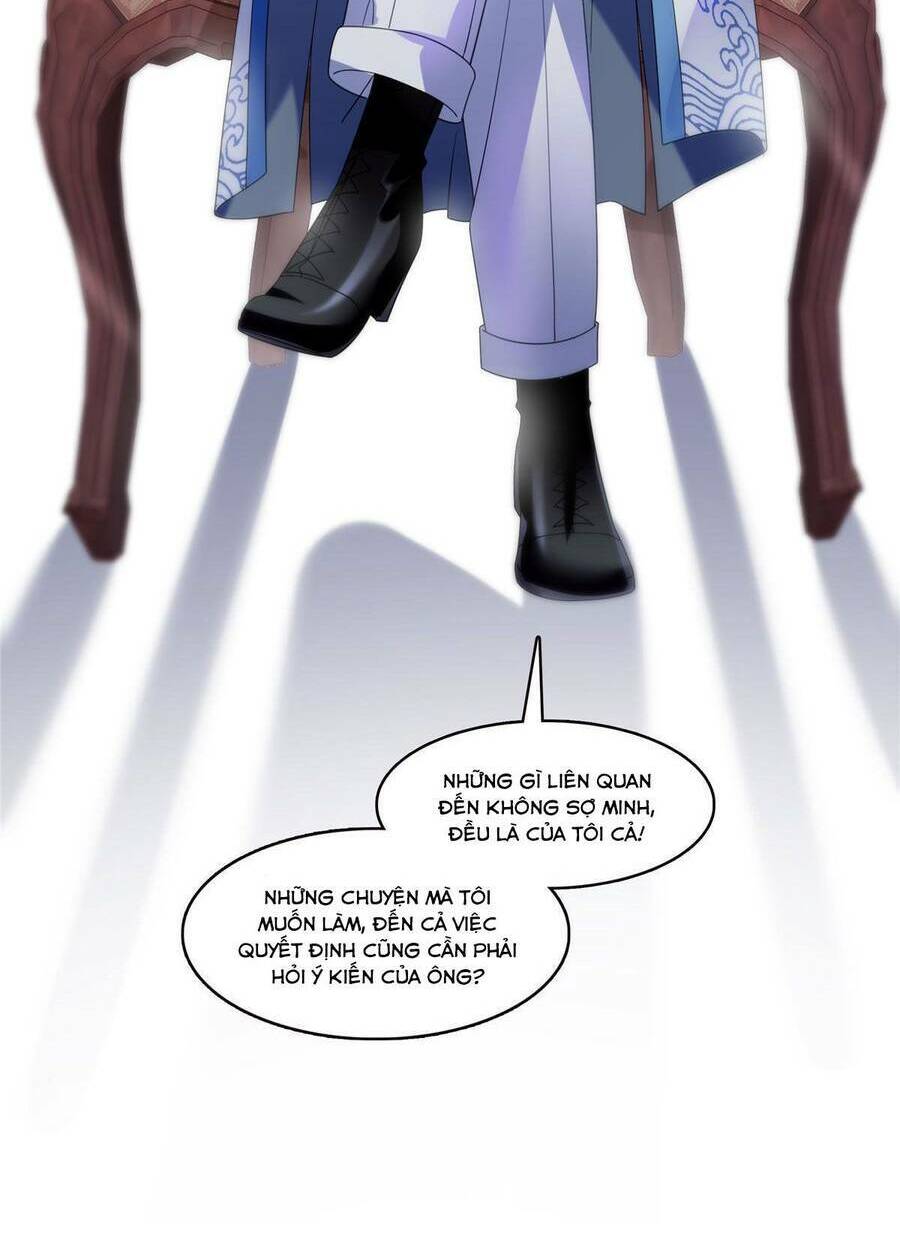 NHỮNG GÌ LIÊN QUAN
ĐẾN KHÔNG SỢ MINH,
ĐỀU LÀ CỦA TÔI CẢ!
NHỮNG CHUYỆN MÀ TÔI
MUỐN LÀM, ĐẾN CẢ VIỆC
QUYẾT ĐỊNH CŨNG CẦN PHẢI
HỎI Ý KIẾN CỦA ÔNG?